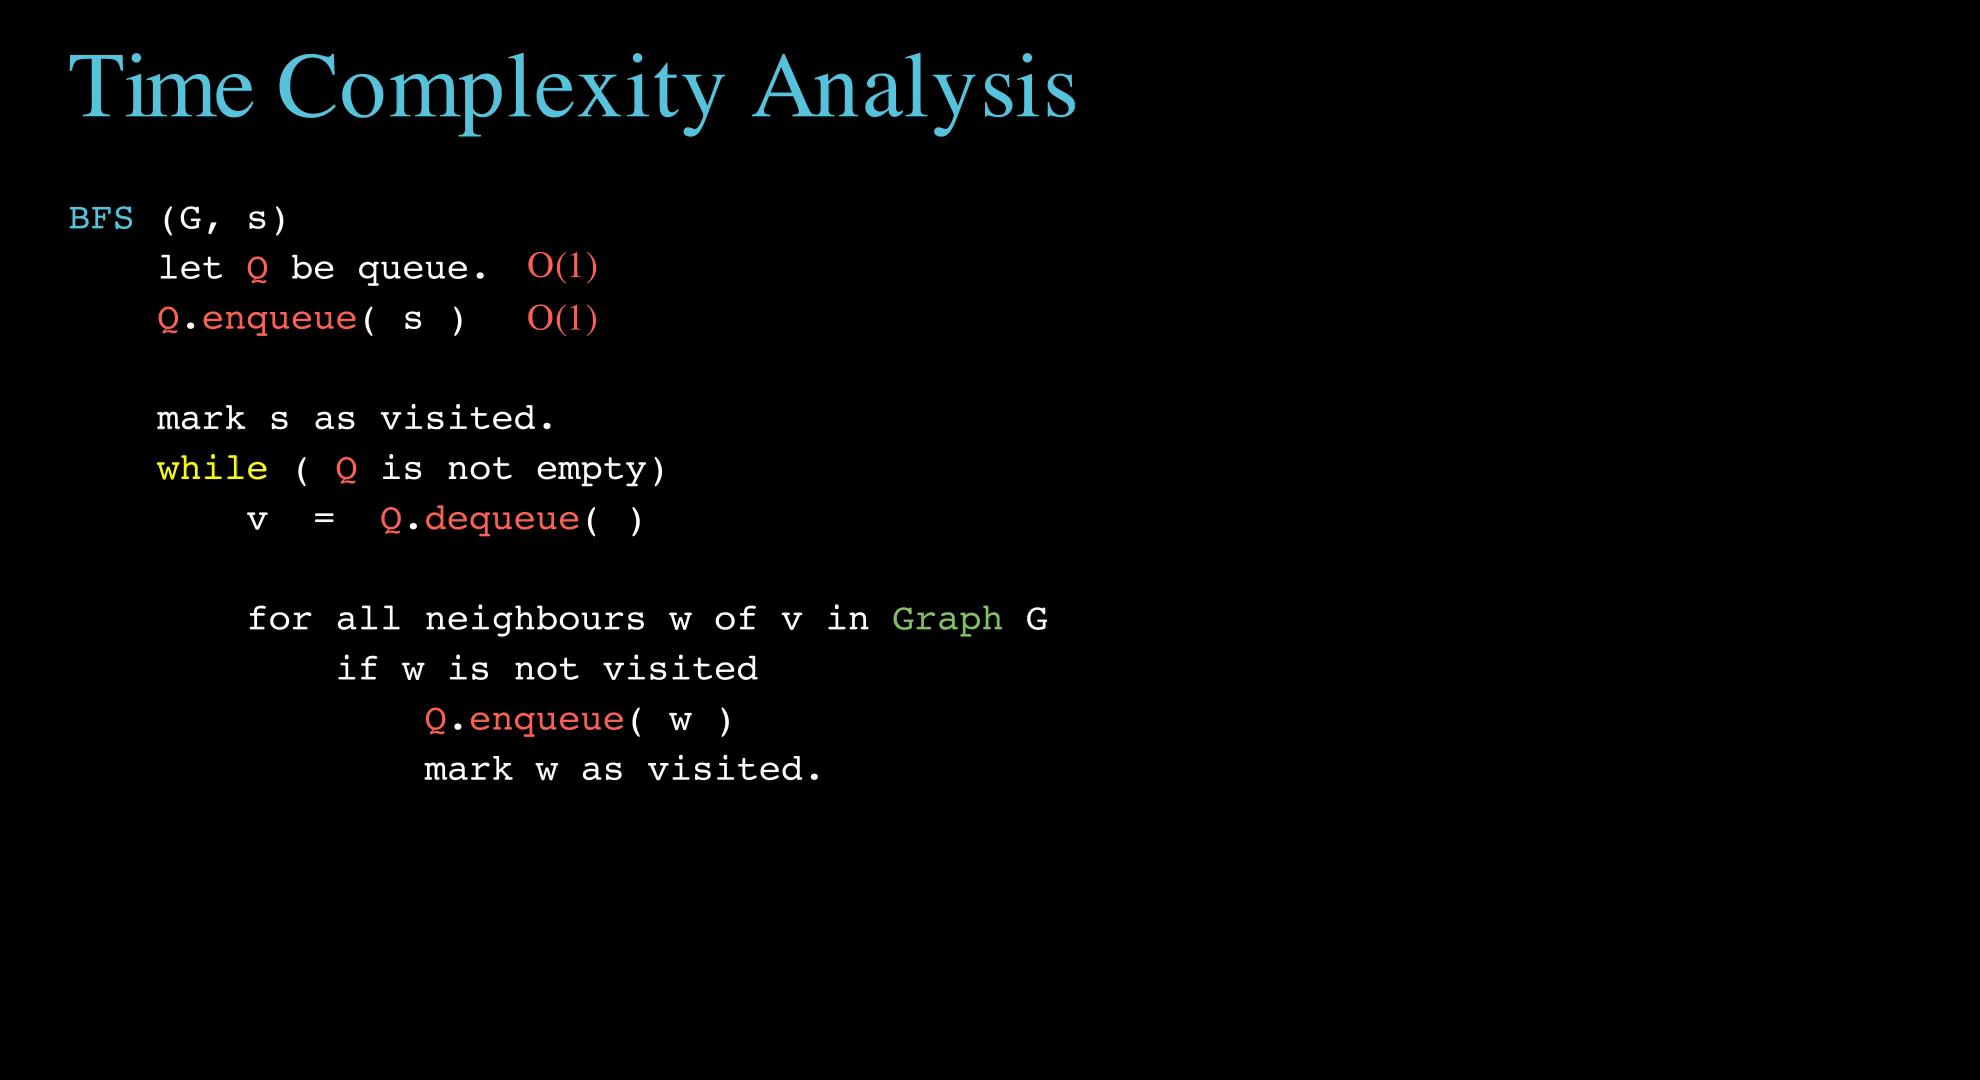 Time Complexity Analysis
BFS (G, s)
let Q be queue. O(1)
Q.enqueue( s ) O(1)
mark s as visited.
while ( Q is not empty)
v = Q.dequeue( )
for all neighbours w of v in Graph G
if w is not visited
Q.enqueue( w )
mark w as visited.